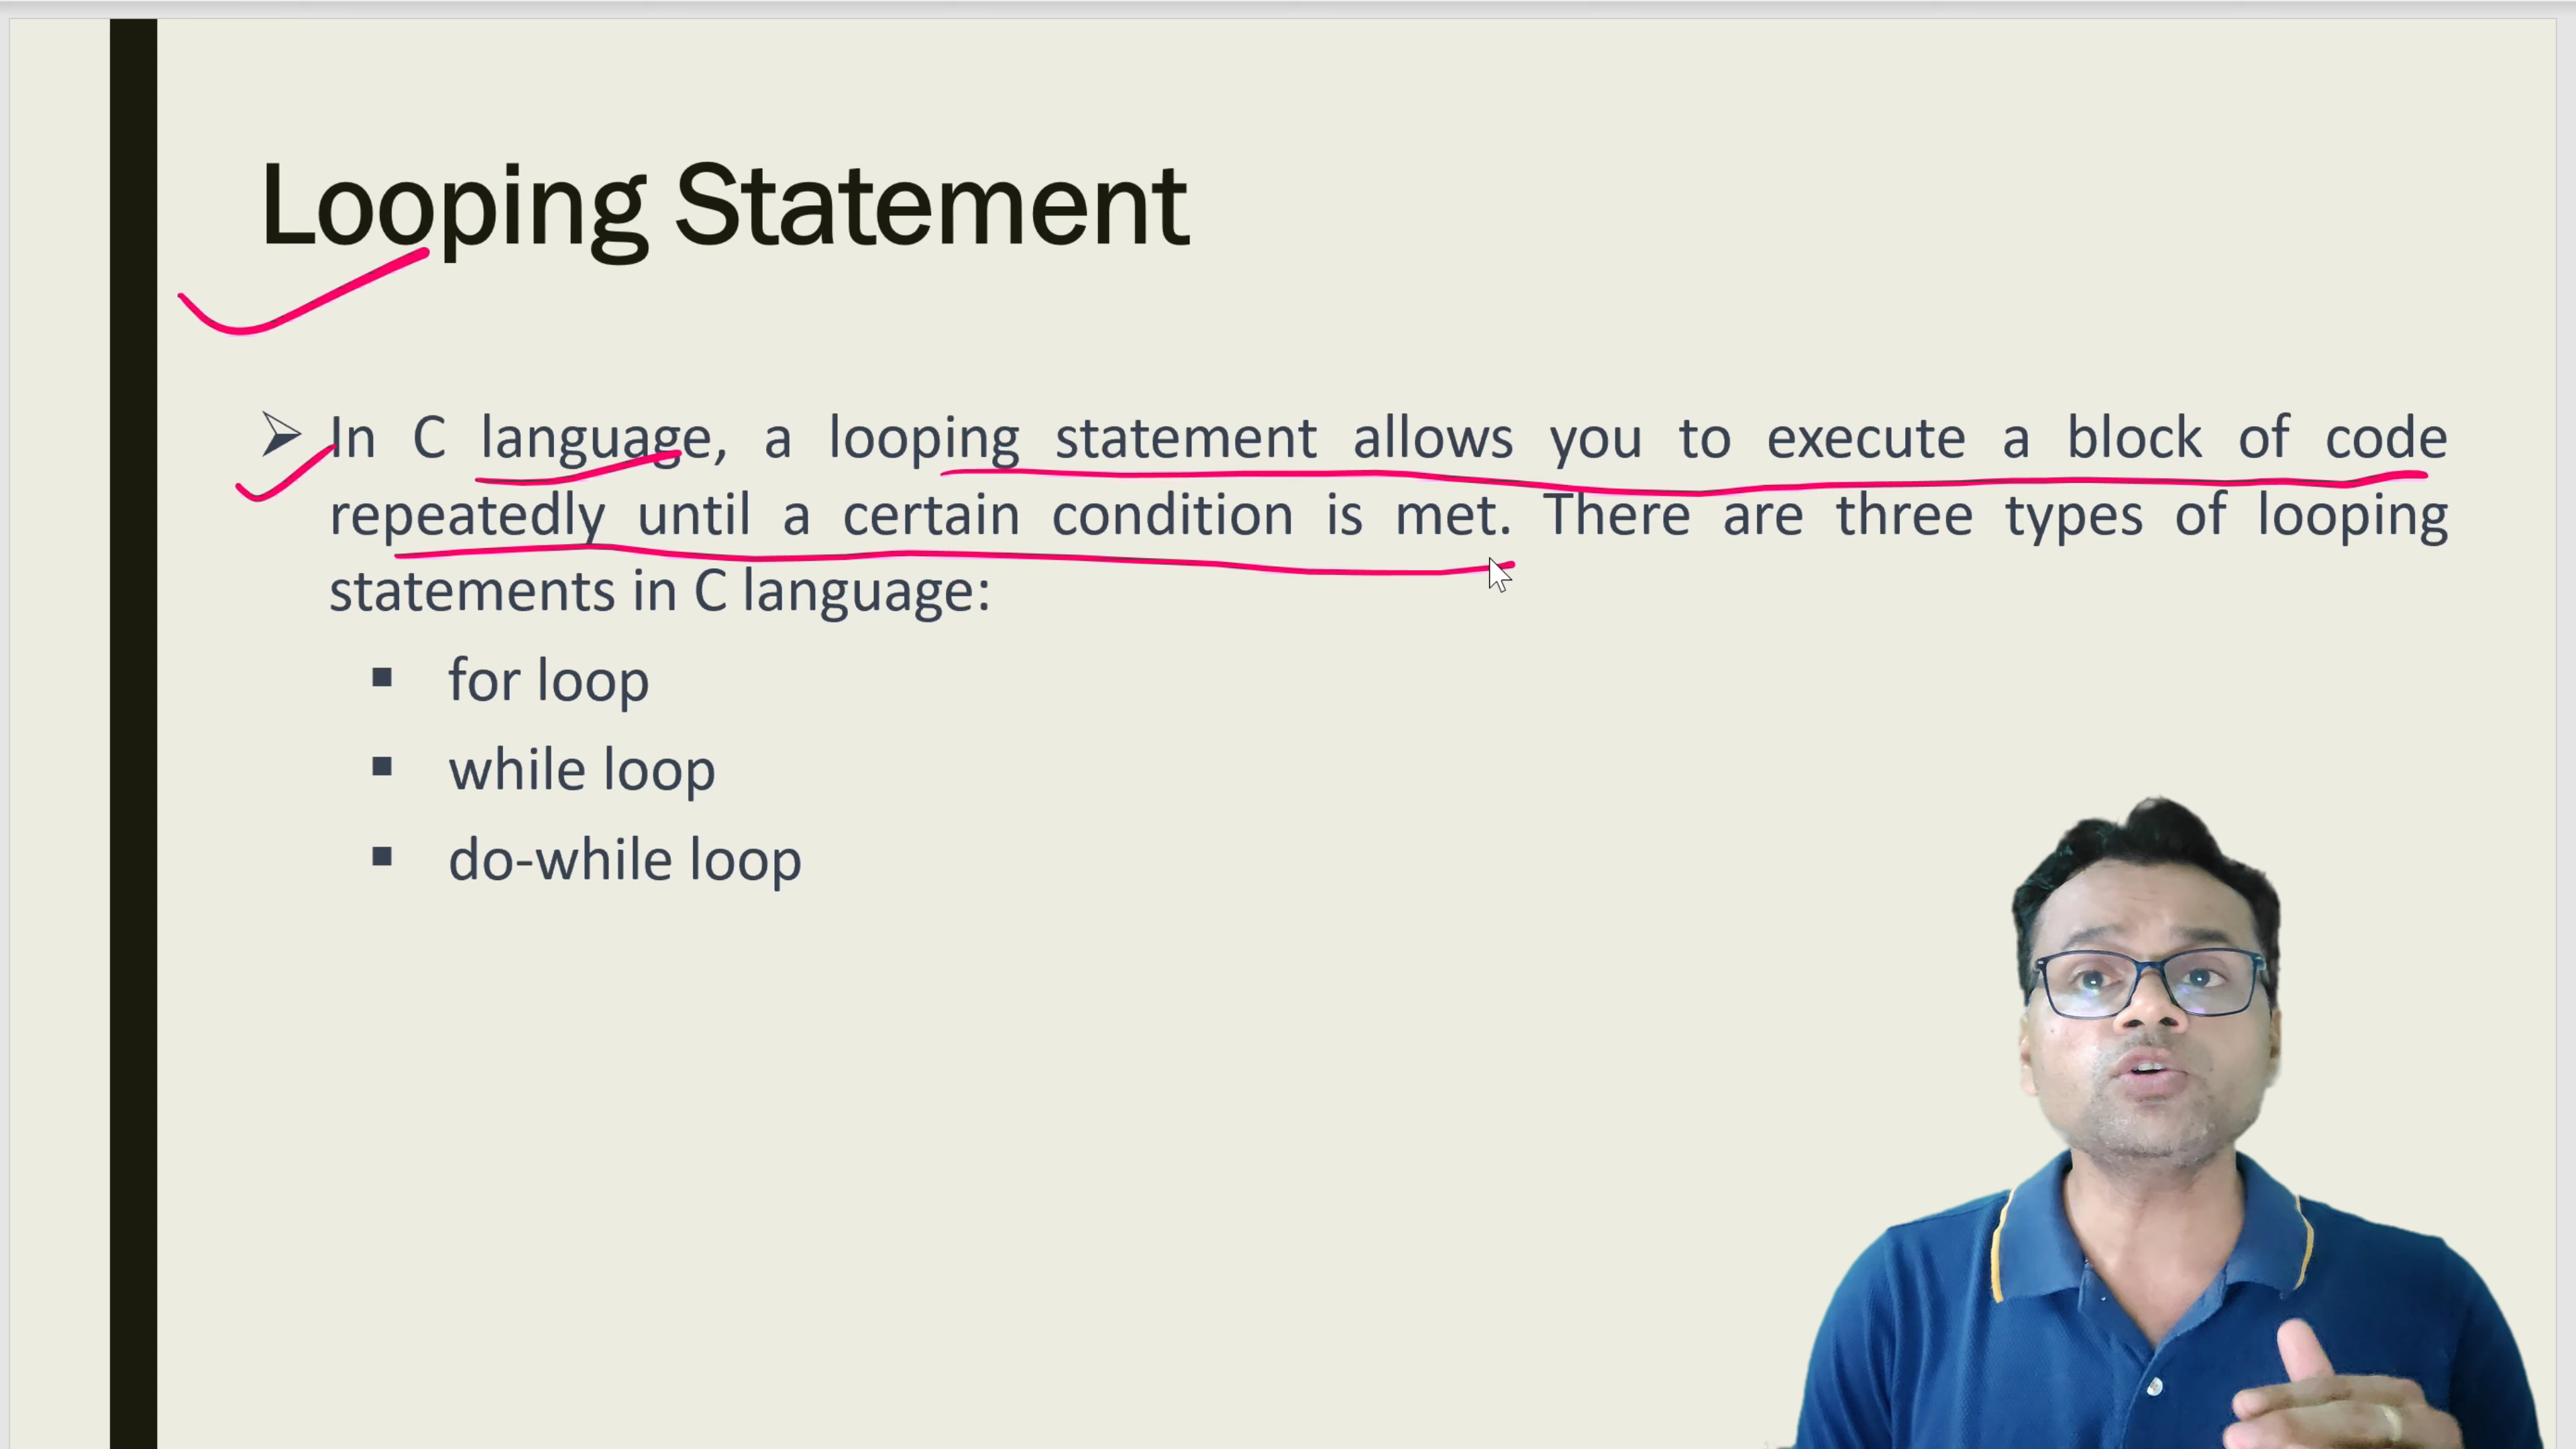 Looping Statement
In C language, a looping statement allows you to execute a block of code
repeatedly until a certain condition is met. There are three types of looping
statements in C language:
for loop
while loop
do-while loop